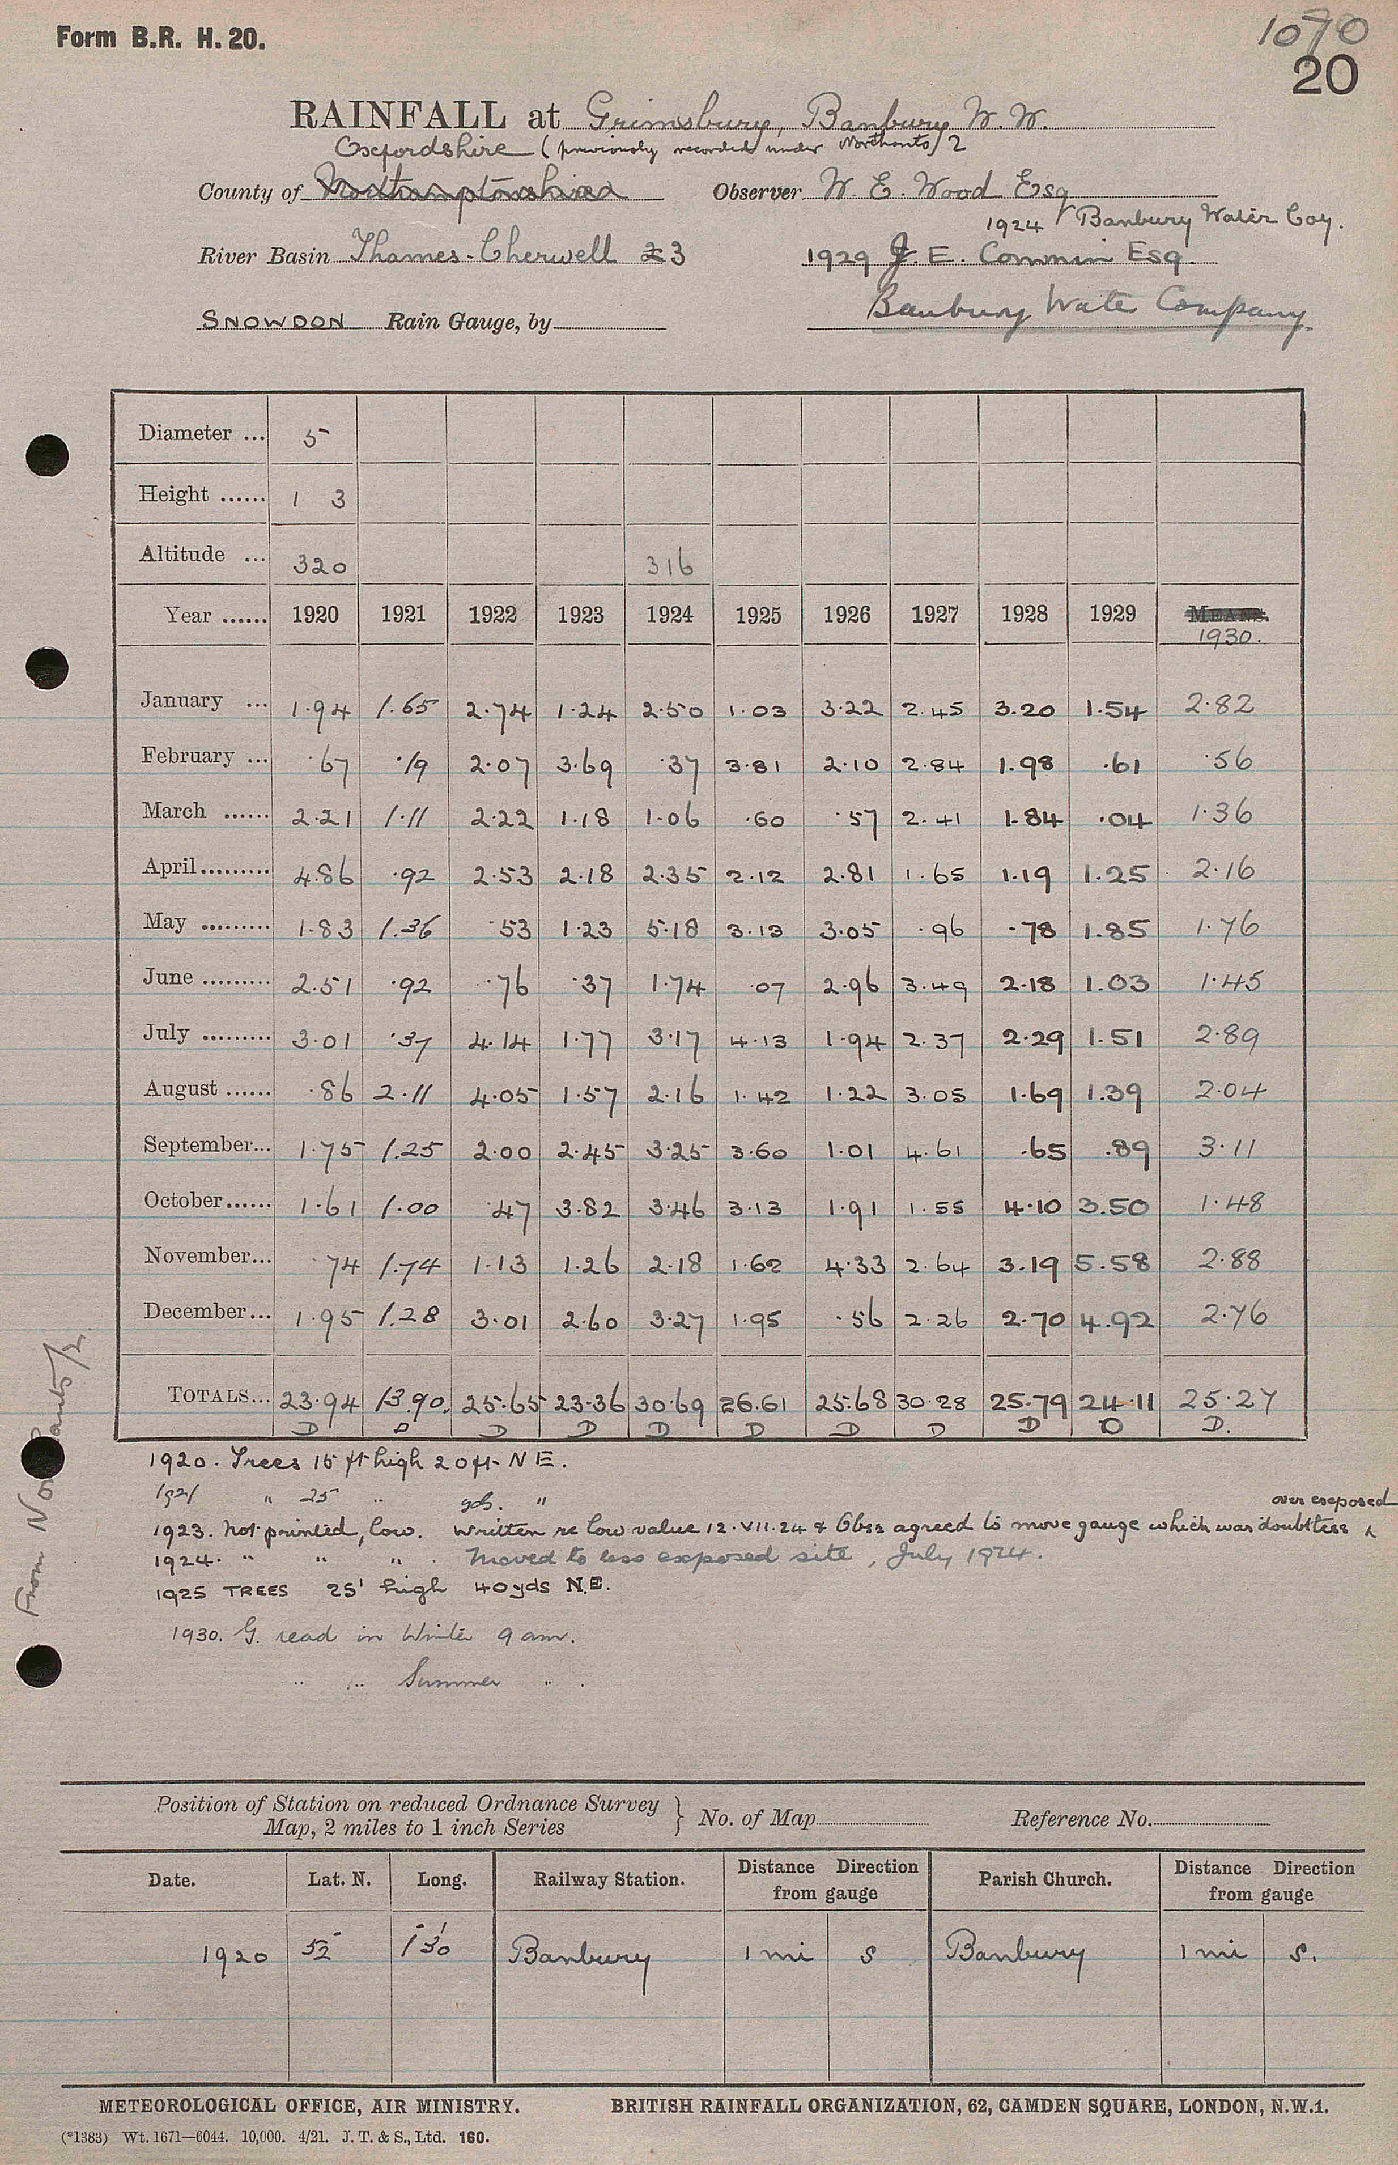 Form B.R. H. 20.
1070
20
RAINFALL at Grimsbury, Banbury W. W.
Oxfordshire (previously recorded under Northants) 2
County of Northamptonshire Observer W. E. Wood Esq
1924 Banbury Water Coy.
River Basin Thames-Cherwell 3 1929 J. E. Commin Esq.
SNOWDON Rain Gauge, by Banbury Water Company
Diameter ... 5
Height ...... 1 3
Altitude ... 320 316
Year ...... 1920 1921 1922 1923 1924 1925 1926 1927 1928 1929 MEANS.
1930.
January ... 1.94 1.65 2.74 1.24 2.50 1.03 3.22 2.45 3.20 1.54 2.82
February ... .67 .19 2.07 3.69 .37 3.81 2.10 2.84 1.98 .61 .56
March ...... 2.21 1.11 2.22 1.18 1.06 .60 .57 2.41 1.84 .04 1.36
April......... 4.86 .92 2.53 2.18 2.35 2.12 2.81 1.65 1.19 1.25 2.16
May ......... 1.83 1.36 .53 1.23 5.18 3.13 3.05 .96 .78 1.85 1.76
June ......... 2.51 .92 .76 .37 1.74 .07 2.96 3.49 2.18 1.03 1.45
July ......... 3.01 .37 4.14 1.77 3.17 4.13 1.94 2.37 2.29 1.51 2.89
August ...... .86 2.11 4.05 1.57 2.16 1.42 1.22 3.05 1.69 1.39 2.04
September... 1.75 1.25 2.00 2.45 3.25 3.60 1.01 4.61 .65 .89 3.11
October...... 1.61 1.00 .47 3.82 3.46 3.13 1.91 1.55 4.10 3.50 1.48
November... .74 1.74 1.13 1.26 2.18 1.62 4.33 2.64 3.19 5.58 2.88
December... 1.95 1.28 3.01 2.60 3.27 1.95 .56 2.26 2.70 4.92 2.76
TOTALS... 23.94 13.90. 25.65 23.36 30.69 26.61 25.68 30.28 25.79 24.11 25.27
D D D D D D D D D D D.
1920. Trees 15 ft high 20ft. N E.
1921 " 25 " yds. "
over exposed
1923. not printed, low. Written re low value 12.VII.24 & Obsr agreed to move gauge which was doubtless
1924. " " " . Moved to less exposed site, July 1924.
1925 TREES 25' high 40yds N.E.
1930. G. read in Winter 9 am.
" " Summer " .
From Northants/2
Position of Station on reduced Ordnance Survey
Map, 2 miles to 1 inch Series } No. of Map Reference No.
Date. Lat. N. Long. Railway Station. Distance Direction from gauge Parish Church. Distance Direction from gauge
1920 52 1 30 Banbury 1 mi S Banbury 1 mi S.
METEOROLOGICAL OFFICE, AIR MINISTRY. BRITISH RAINFALL ORGANIZATION, 62, CAMDEN SQUARE, LONDON, N.W.1.
(*1383) Wt. 1671—6044. 10,000. 4/21. J. T. & S., Ltd. 160.